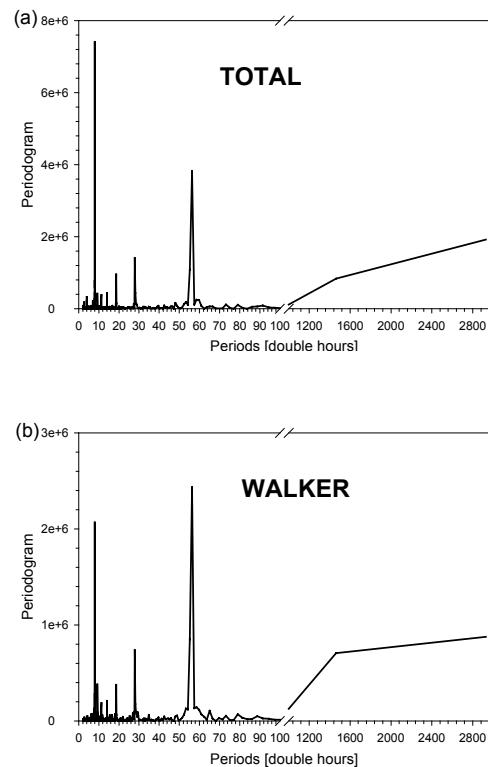 (a)
8e+6
TOTAL
6e+6
4e+6
2e+6
0
Periodogram
0 10 20 30 40 50 60 70 80 90 100 1200 1600 2000 2400 2800
Periods [double hours]
(b)
3e+6
WALKER
2e+6
1e+6
0
Periodogram
0 10 20 30 40 50 60 70 80 90 100 1200 1600 2000 2400 2800
Periods [double hours]